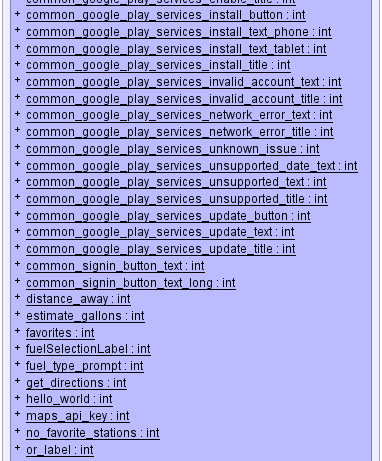 common_google_play_services_enable_title : int
+ common_google_play_services_install_button : int
+ common_google_play_services_install_text_phone : int
+ common_google_play_services_install_text_tablet : int
+ common_google_play_services_install_title : int
+ common_google_play_services_invalid_account_text : int
+ common_google_play_services_invalid_account_title : int
+ common_google_play_services_network_error_text : int
+ common_google_play_services_network_error_title : int
+ common_google_play_services_unknown_issue : int
+ common_google_play_services_unsupported_date_text : int
+ common_google_play_services_unsupported_text : int
+ common_google_play_services_unsupported_title : int
+ common_google_play_services_update_button : int
+ common_google_play_services_update_text : int
+ common_google_play_services_update_title : int
+ common_signin_button_text : int
+ common_signin_button_text_long : int
+ distance_away : int
+ estimate_gallons : int
+ favorites : int
+ fuelSelectionLabel : int
+ fuel_type_prompt : int
+ get_directions : int
+ hello_world : int
+ maps_api_key : int
+ no_favorite_stations : int
+ or_label : int